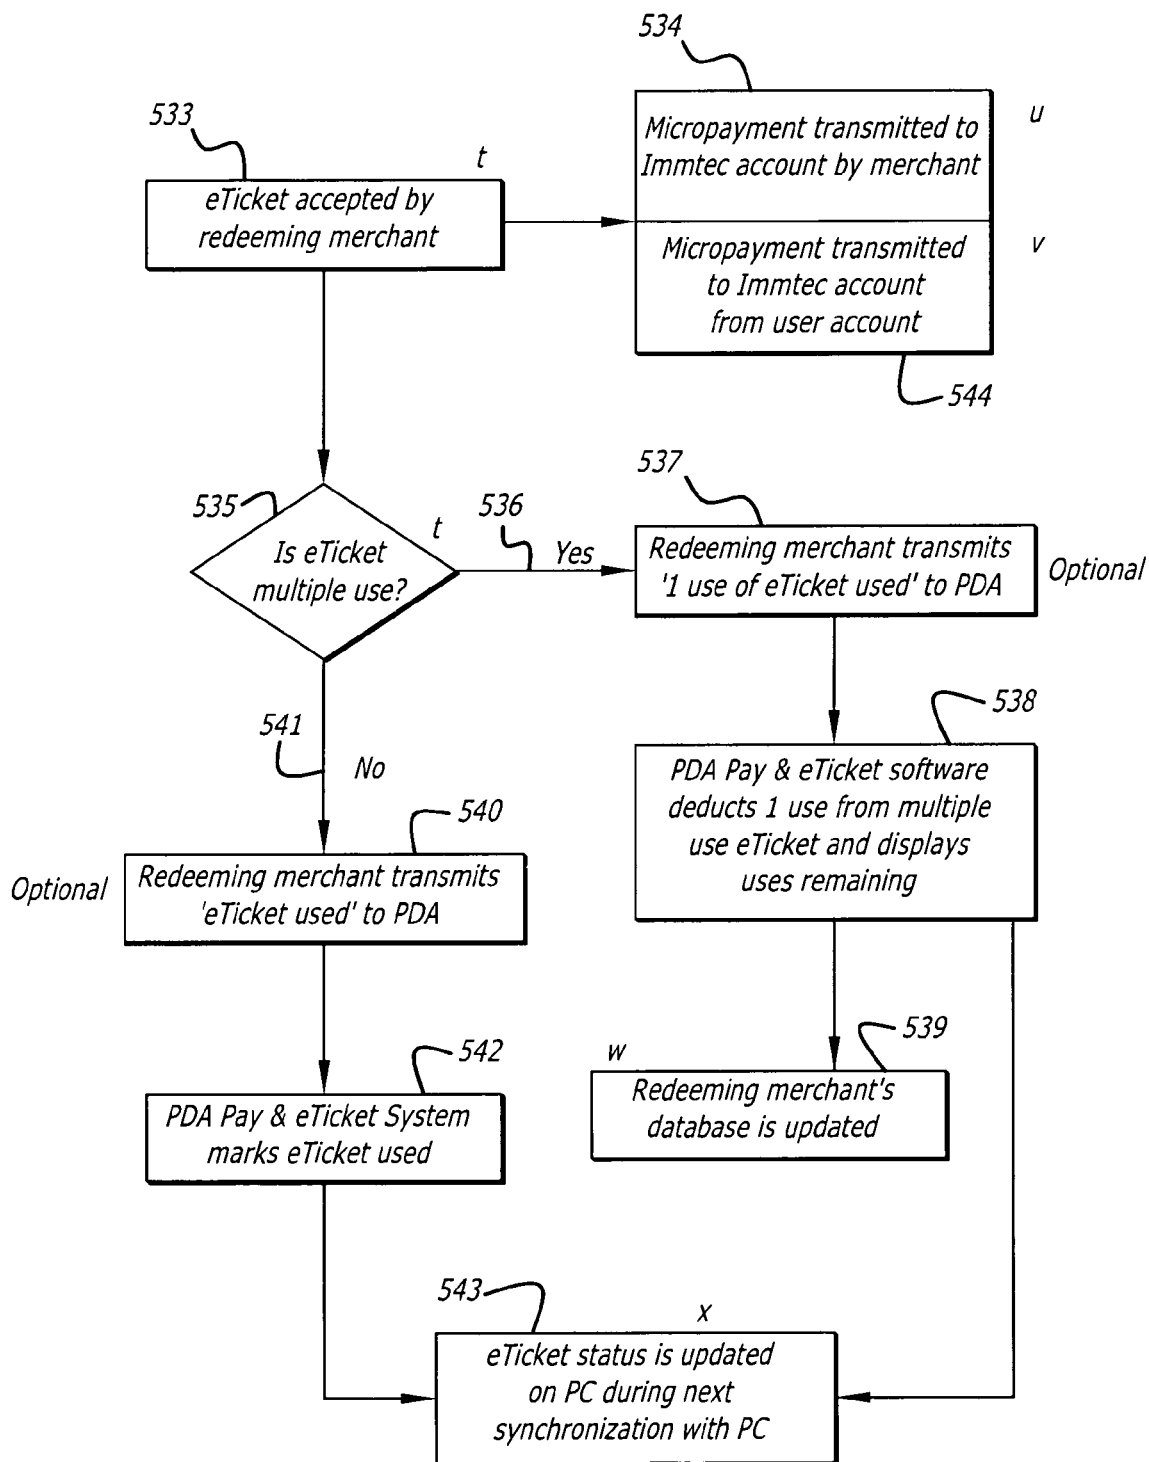 534
533
t
u
Micropayment transmitted to
Immtec account by merchant
eTicket accepted by
redeeming merchant
v
Micropayment transmitted
to Immtec account
from user account
544
537
535
t
536
Is eTicket
multiple use?
Yes
Redeeming merchant transmits
'1 use of eTicket used' to PDA
Optional
538
541
No
PDA Pay & eTicket software
deducts 1 use from multiple
use eTicket and displays
uses remaining
540
Optional
Redeeming merchant transmits
'eTicket used' to PDA
539
w
542
Redeeming merchant's
database is updated
PDA Pay & eTicket System
marks eTicket used
543
x
eTicket status is updated
on PC during next
synchronization with PC